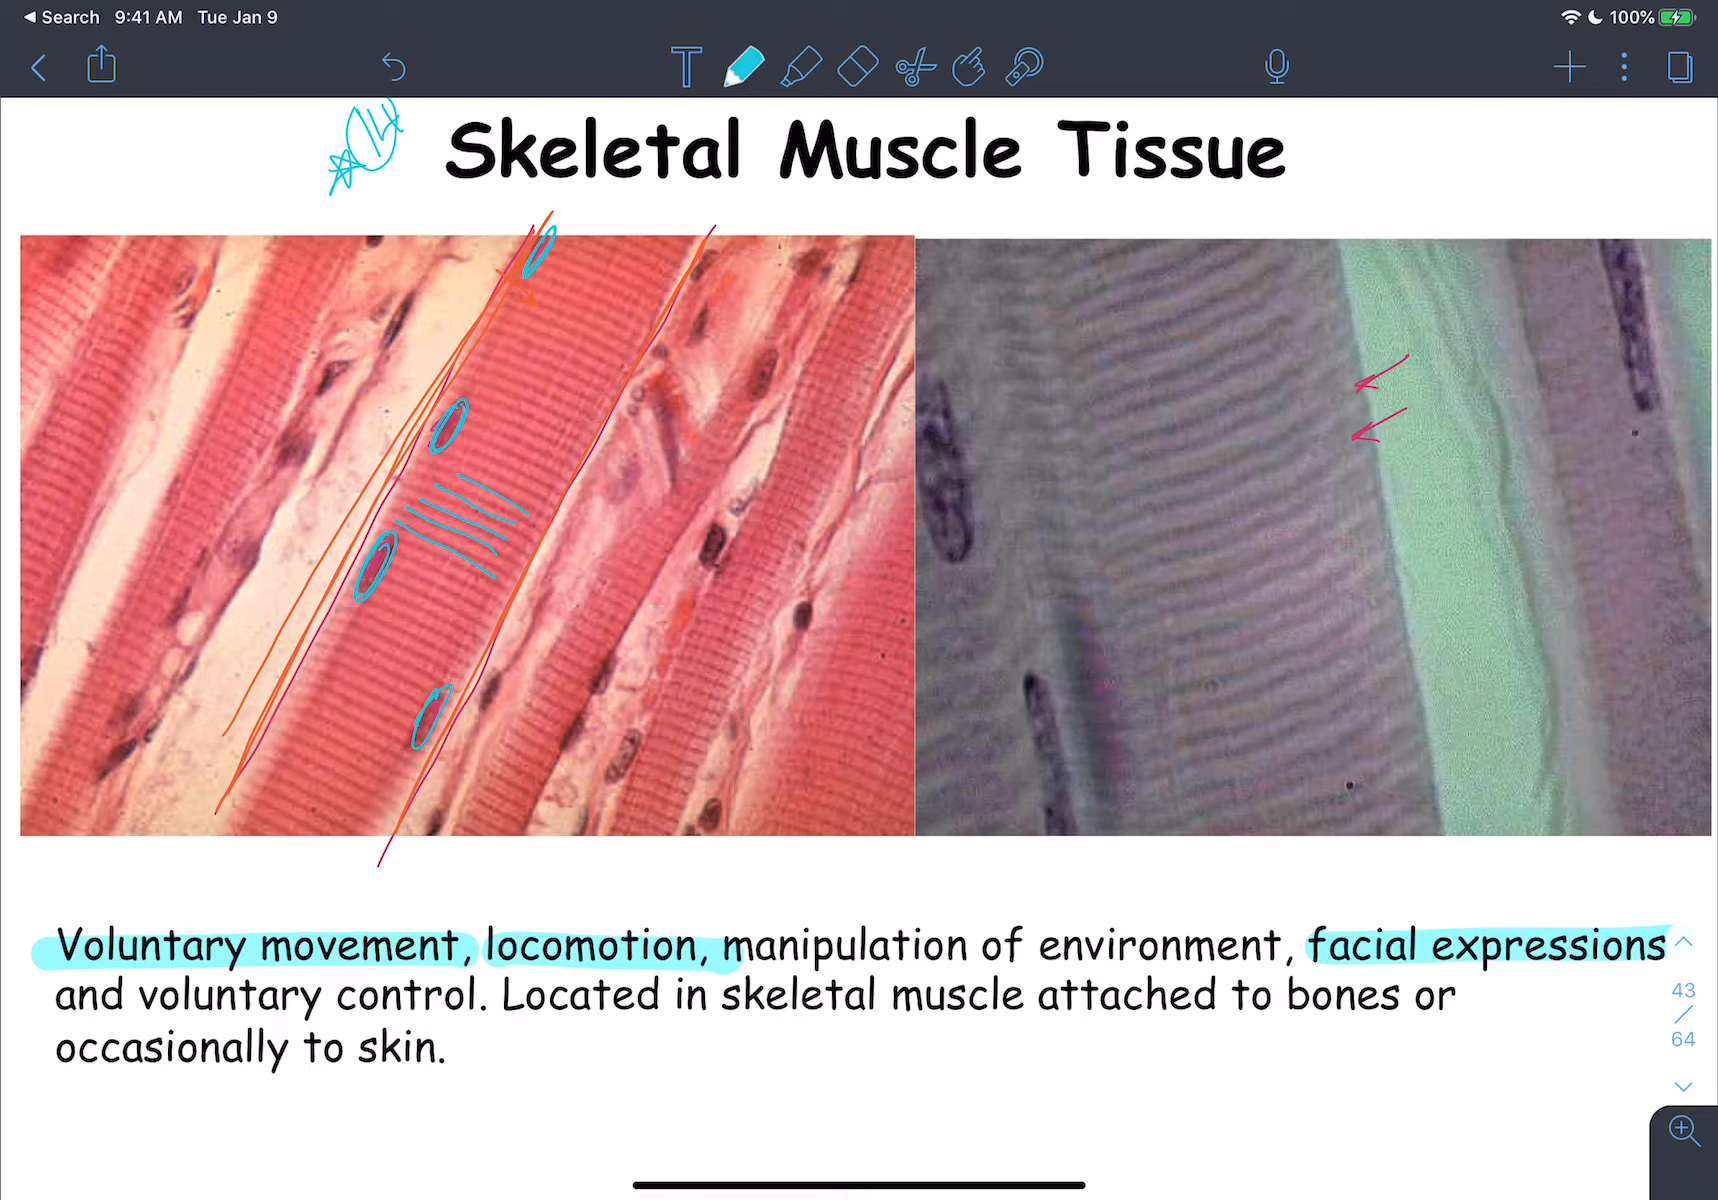 Search 9:41 AM Tue Jan 9 100%
T
14
Skeletal Muscle Tissue
Voluntary movement, locomotion, manipulation of environment, facial expressions
and voluntary control. Located in skeletal muscle attached to bones or
occasionally to skin.
43
/
64